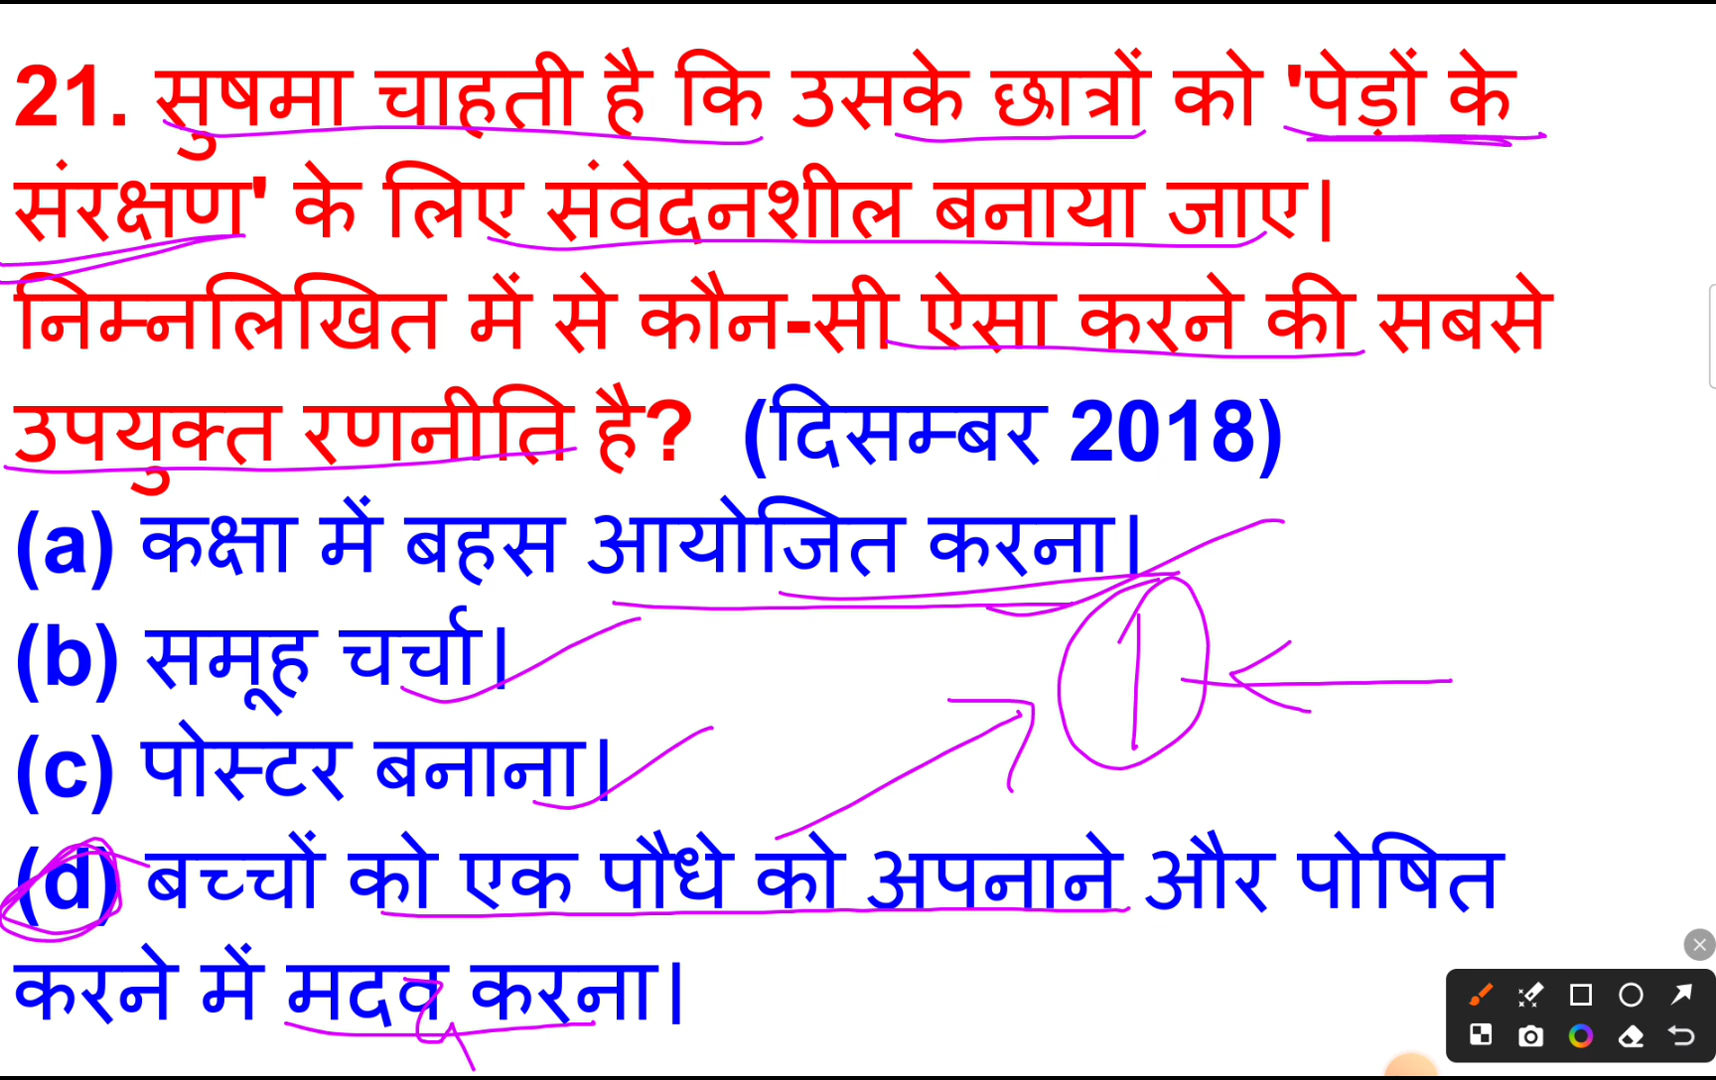 21. सुषमा चाहती है कि उसके छात्रों को 'पेड़ों के
संरक्षण' के लिए संवेदनशील बनाया जाए।
निम्नलिखित में से कौन-सी ऐसा करने की सबसे
उपयुक्त रणनीति है? (दिसम्बर 2018)
(a) कक्षा में बहस आयोजित करना।
(b) समूह चर्चा।
(c) पोस्टर बनाना।
(d) बच्चों को एक पौधे को अपनाने और पोषित
करने में मदद करना।
1